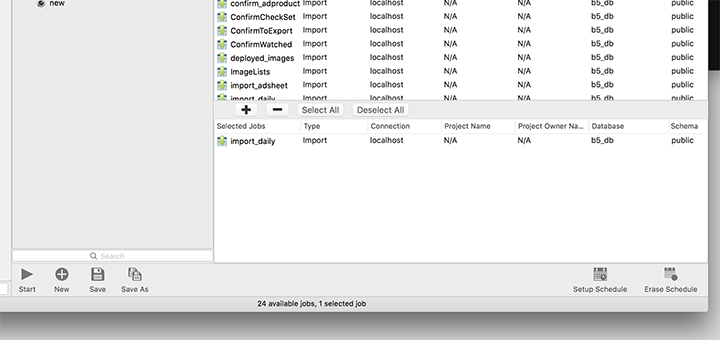 new
confirm_adproduct Import localhost N/A N/A b5_db public
ConfirmCheckSet Import localhost N/A N/A b5_db public
ConfirmToExport Import localhost N/A N/A b5_db public
ConfirmWatched Import localhost N/A N/A b5_db public
deployed_images Import localhost N/A N/A b5_db public
ImageLists Import localhost N/A N/A b5_db public
import_adsheet Import localhost N/A N/A b5_db public
import_daily Import localhost N/A N/A b5_db public
Select All Deselect All
Selected Jobs Type Connection Project Name Project Owner Na... Database Schema
import_daily Import localhost N/A N/A b5_db public
Search
Start New Save Save As Setup Schedule Erase Schedule
24 available jobs, 1 selected job